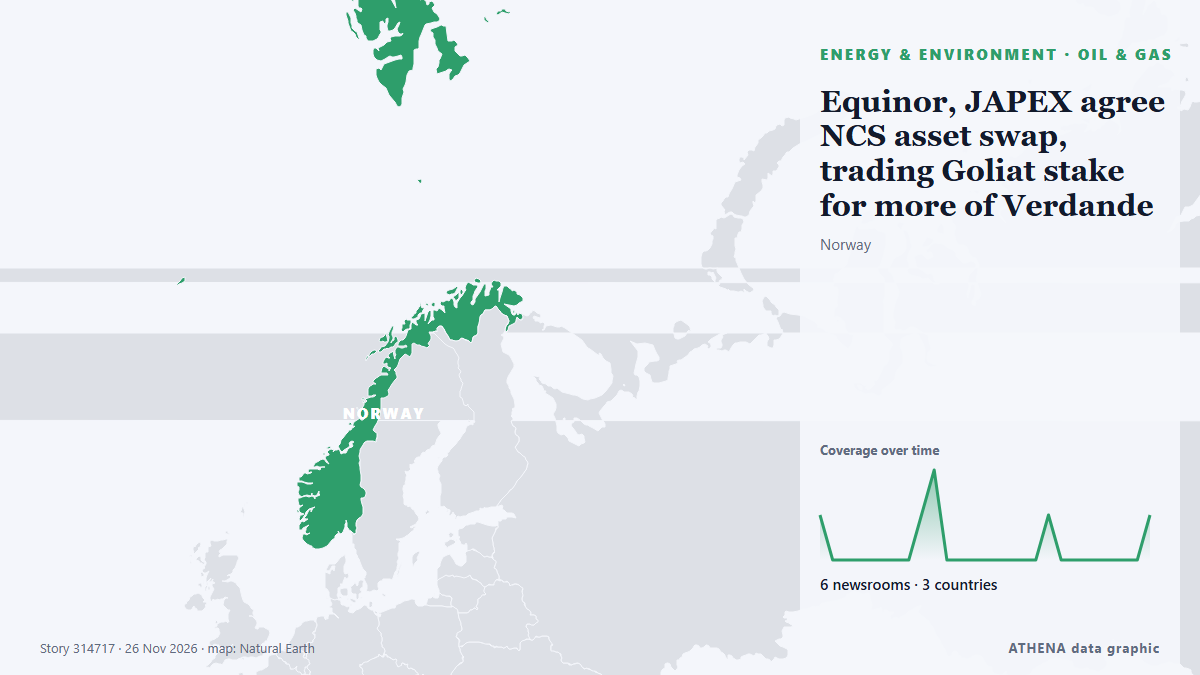 ENERGY & ENVIRONMENT · OIL & GAS
Equinor, JAPEX agree
NCS asset swap,
trading Goliat stake
for more of Verdande
Norway
NORWAY
Coverage over time
6 newsrooms · 3 countries
Story 314717 · 26 Nov 2026 · map: Natural Earth
ATHENA data graphic